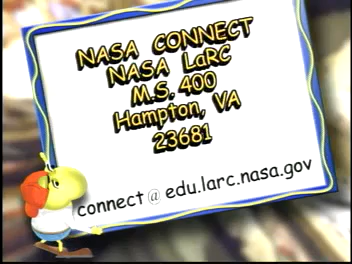 NASA CONNECT
NASA LaRC
M.S. 400
Hampton, VA
23681
connect @ edu.larc.nasa.gov